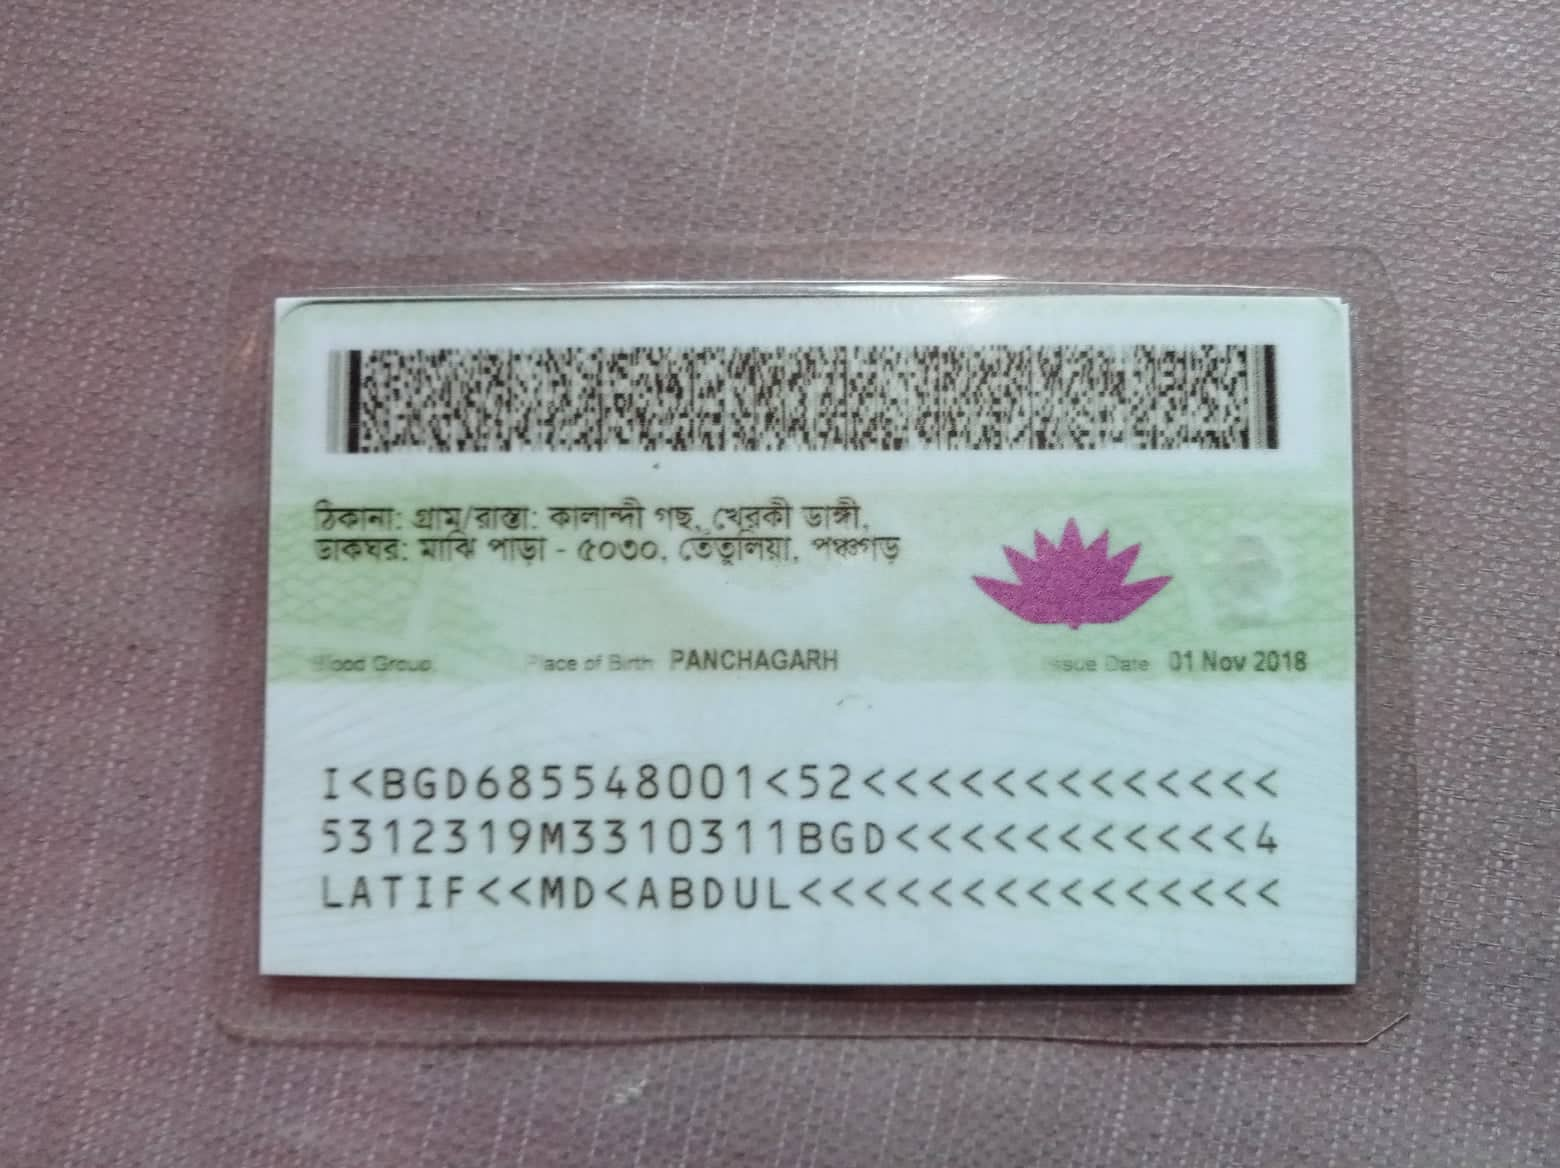 ঠিকানা: গ্রাম/রাস্তা: কালান্দী গছ, খেরকী ডাঙ্গী,
ডাকঘর: মাঝি পাড়া - ৫০৩০, তেঁতুলিয়া, পঞ্চগড়
Blood Group Place of Birth PANCHAGARH Issue Date 01 Nov 2018
I<BGD685548001<52<<<<<<<<<<<<<
5312319M3310311BGD<<<<<<<<<<<4
LATIF<<MD<ABDUL<<<<<<<<<<<<<<<